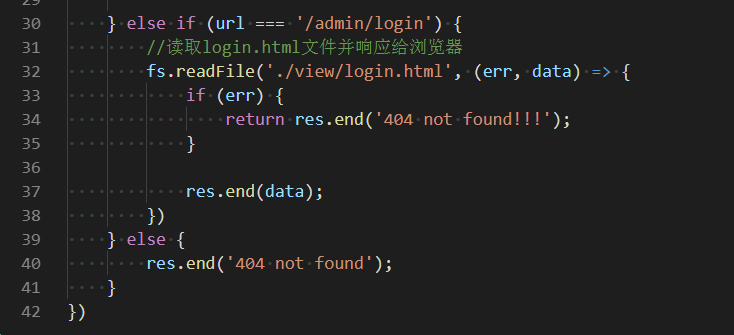 29
30 } else if (url === '/admin/login') {
31 //读取login.html文件并响应给浏览器
32 fs.readFile('./view/login.html', (err, data) => {
33 if (err) {
34 return res.end('404 not found!!!');
35 }
36
37 res.end(data);
38 })
39 } else {
40 res.end('404 not found');
41 }
42 })